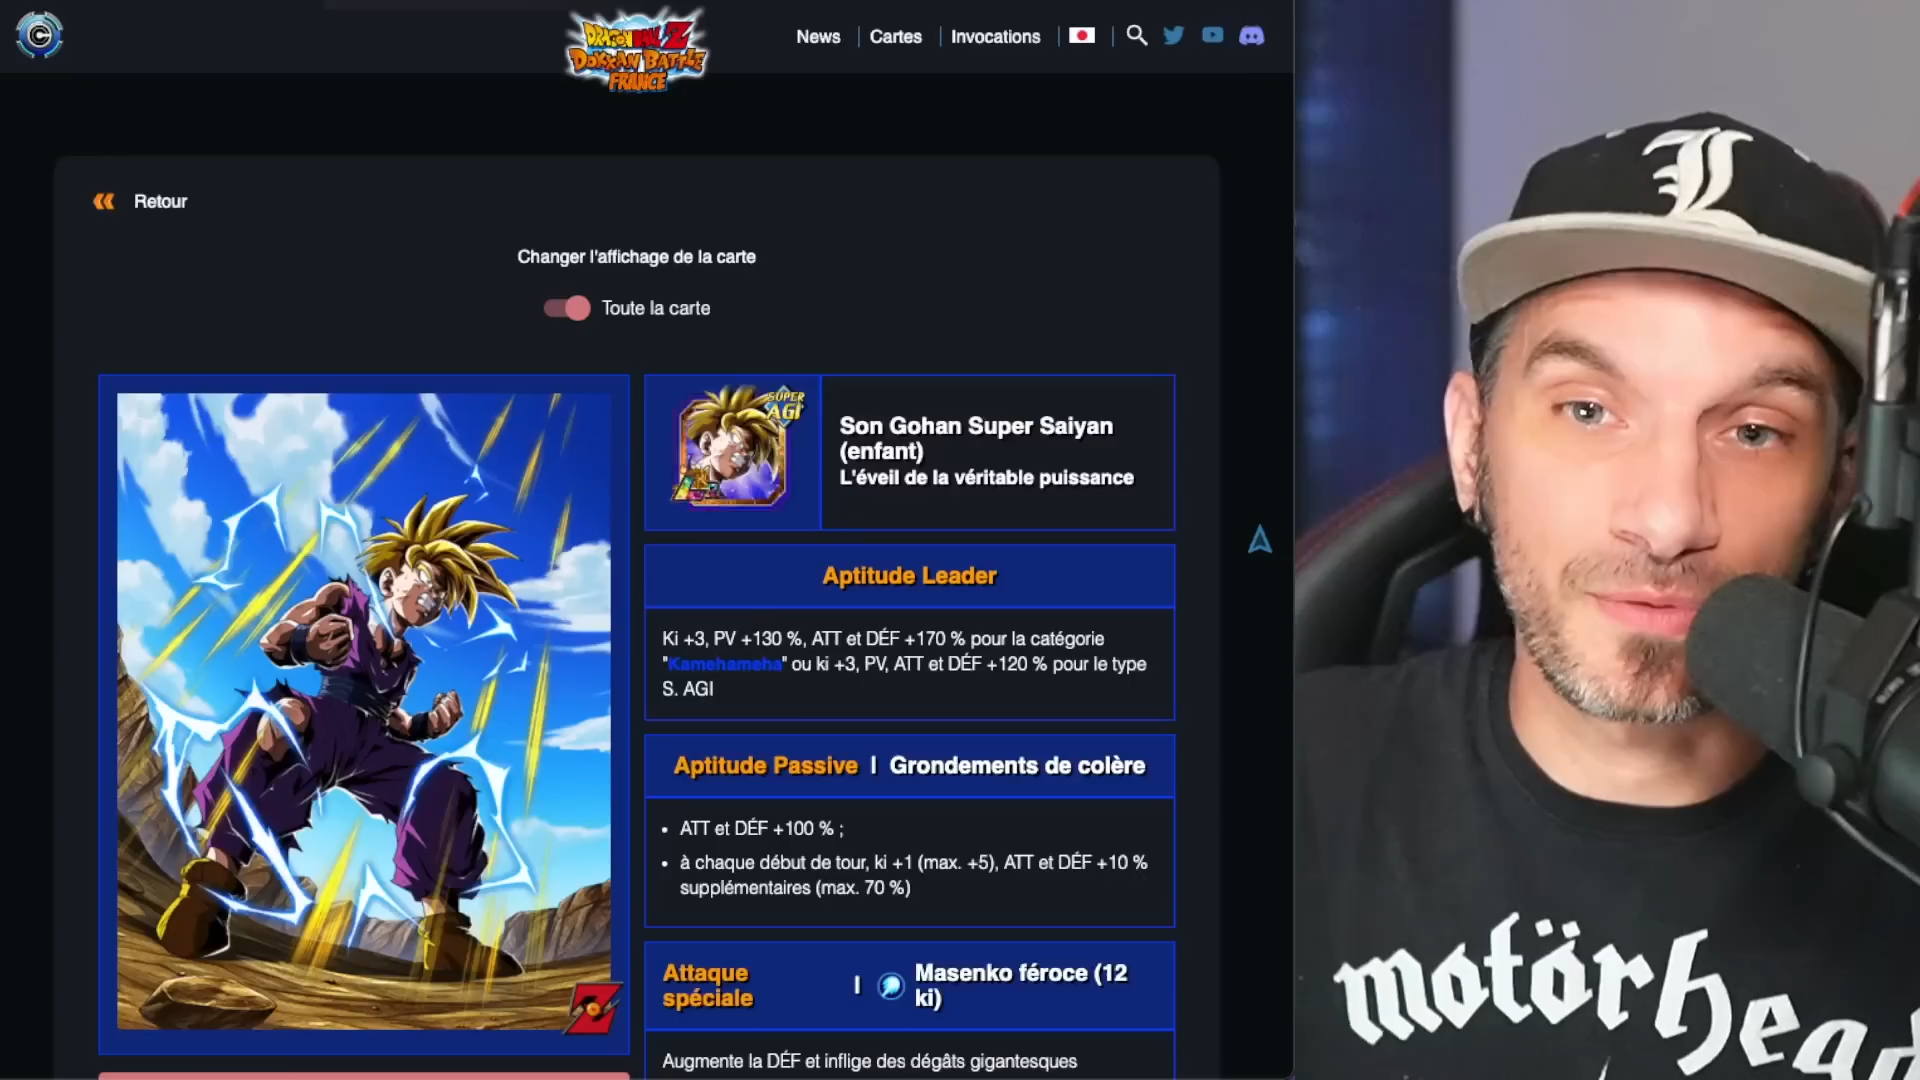 DRAGON BALL Z
DOKKAN BATTLE
FRANCE
News
Cartes
Invocations
Retour
Changer l'affichage de la carte
Toute la carte
SUPER
AGI
Son Gohan Super Saiyan
(enfant)
L'éveil de la véritable puissance
Aptitude Leader
Ki +3, PV +130 %, ATT et DÉF +170 % pour la catégorie
"Kamehameha" ou ki +3, PV, ATT et DÉF +120 % pour le type
S. AGI
Aptitude Passive | Grondements de colère
• ATT et DÉF +100 % ;
• à chaque début de tour, ki +1 (max. +5), ATT et DÉF +10 %
supplémentaires (max. 70 %)
Attaque
spéciale
|
Masenko féroce (12
ki)
Augmente la DÉF et inflige des dégâts gigantesques
Z
L
motörhead